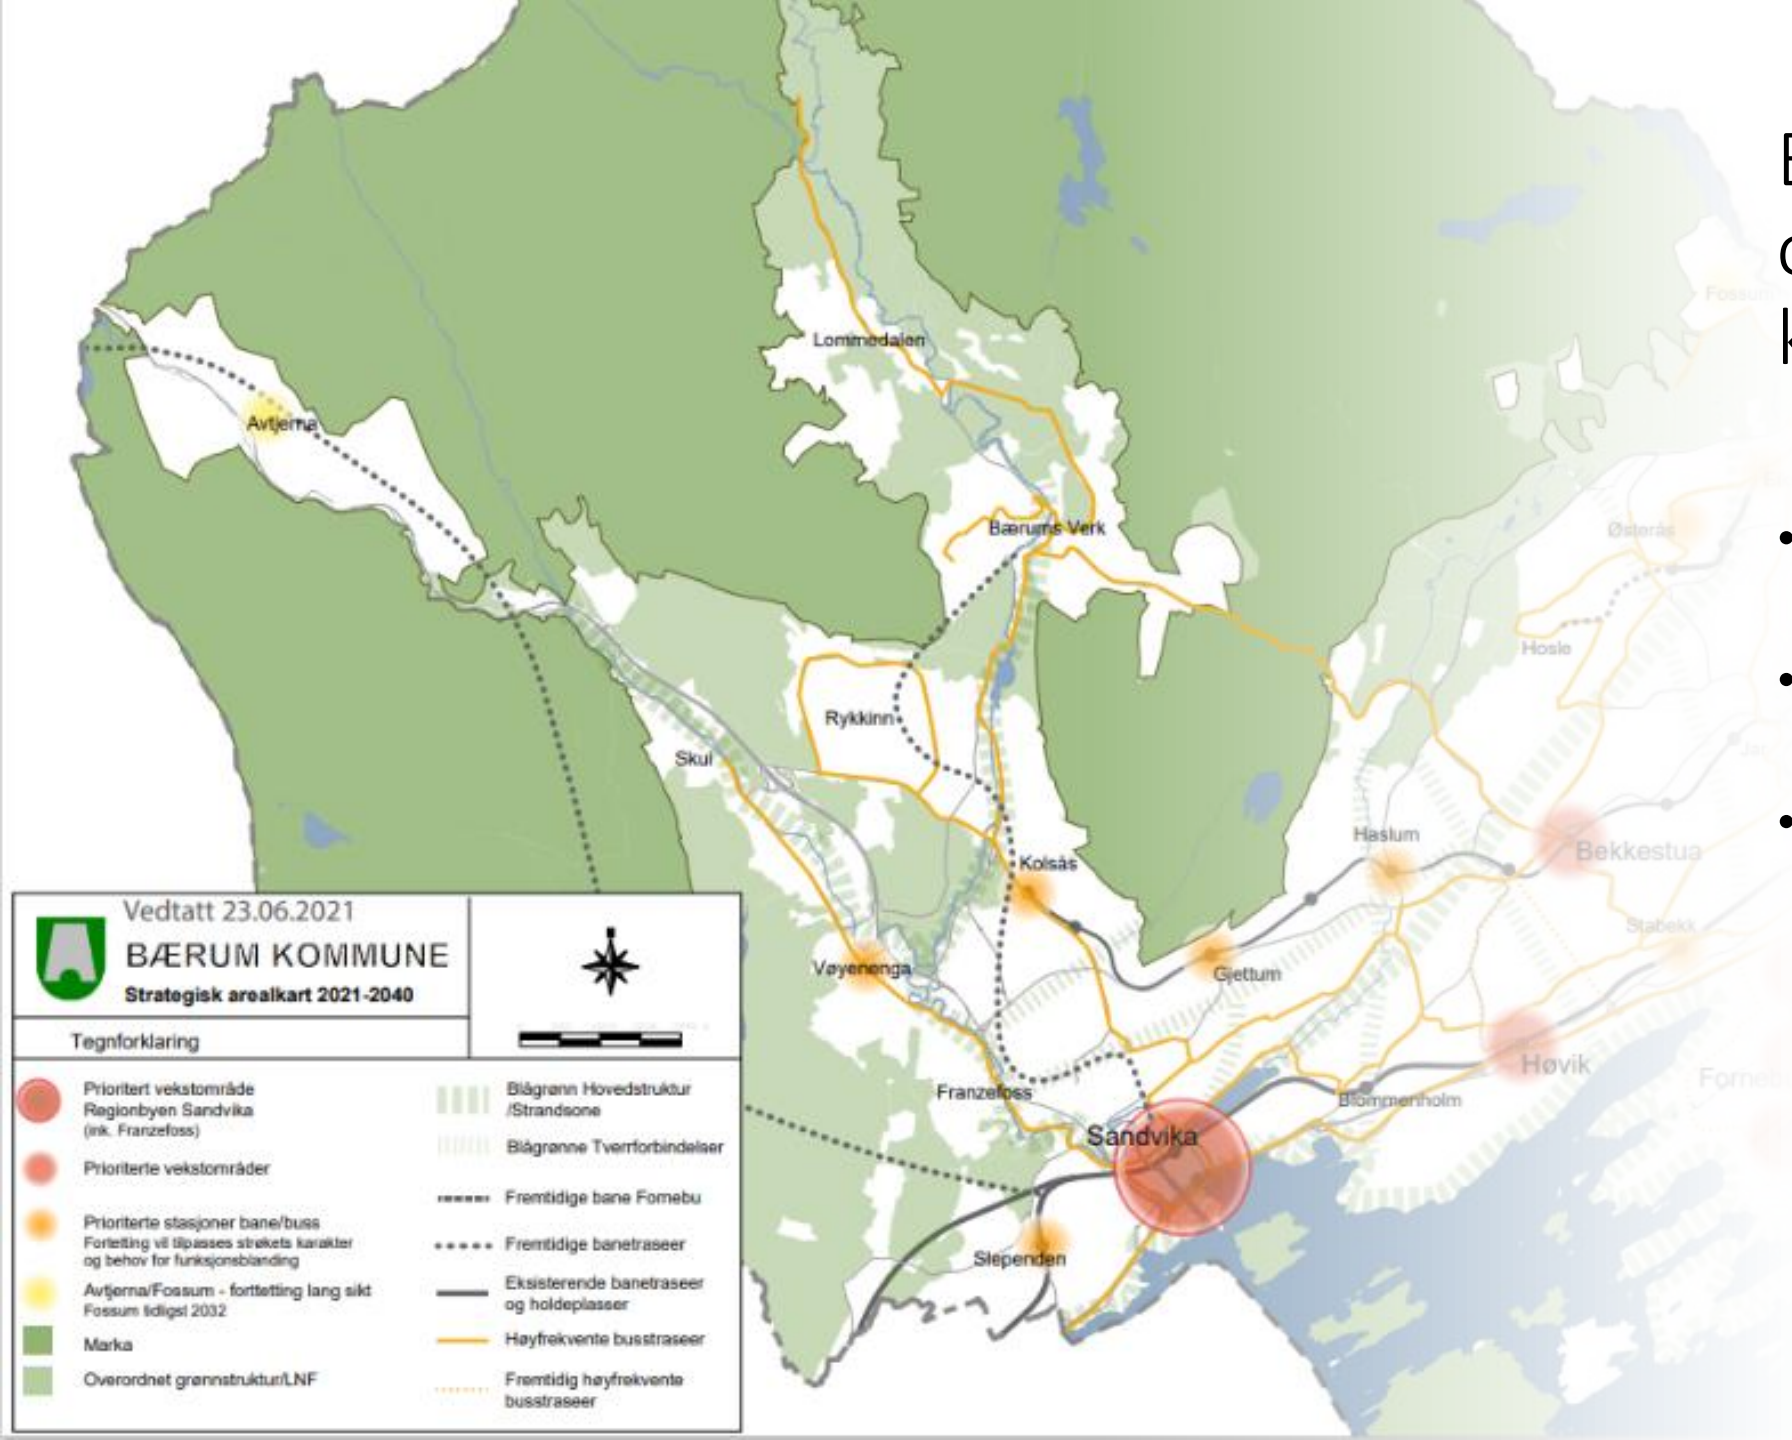 Fossum
Lommedalen
Avtjerna
Bærums Verk
Østerås
Hosle
Rykkinn
Skui
Haslum
Bekkestua
Kolsås
Stabekk
Vøyenenga
Gjettum
Høvik
Franzefoss
Blommenholm
Sandvika
Slependen
Vedtatt 23.06.2021
BÆRUM KOMMUNE
Strategisk arealkart 2021-2040
Tegnforklaring
Prioritert vekstområde
Regionbyen Sandvika
(ink. Franzefoss)
Prioriterte vekstområder
Prioriterte stasjoner bane/buss
Fortetting vil tilpasses strøkets karakter
og behov for funksjonsblanding
Avtjerna/Fossum - forttetting lang sikt
Fossum tidligst 2032
Marka
Overordnet grønnstruktur/LNF
Blågrønn Hovedstruktur
/Strandsone
Blågrønne Tverrforbindelser
Fremtidige bane Fornebu
Fremtidige banetraseer
Eksisterende banetraseer
og holdeplasser
Høyfrekvente busstraseer
Fremtidig høyfrekvente
busstraseer